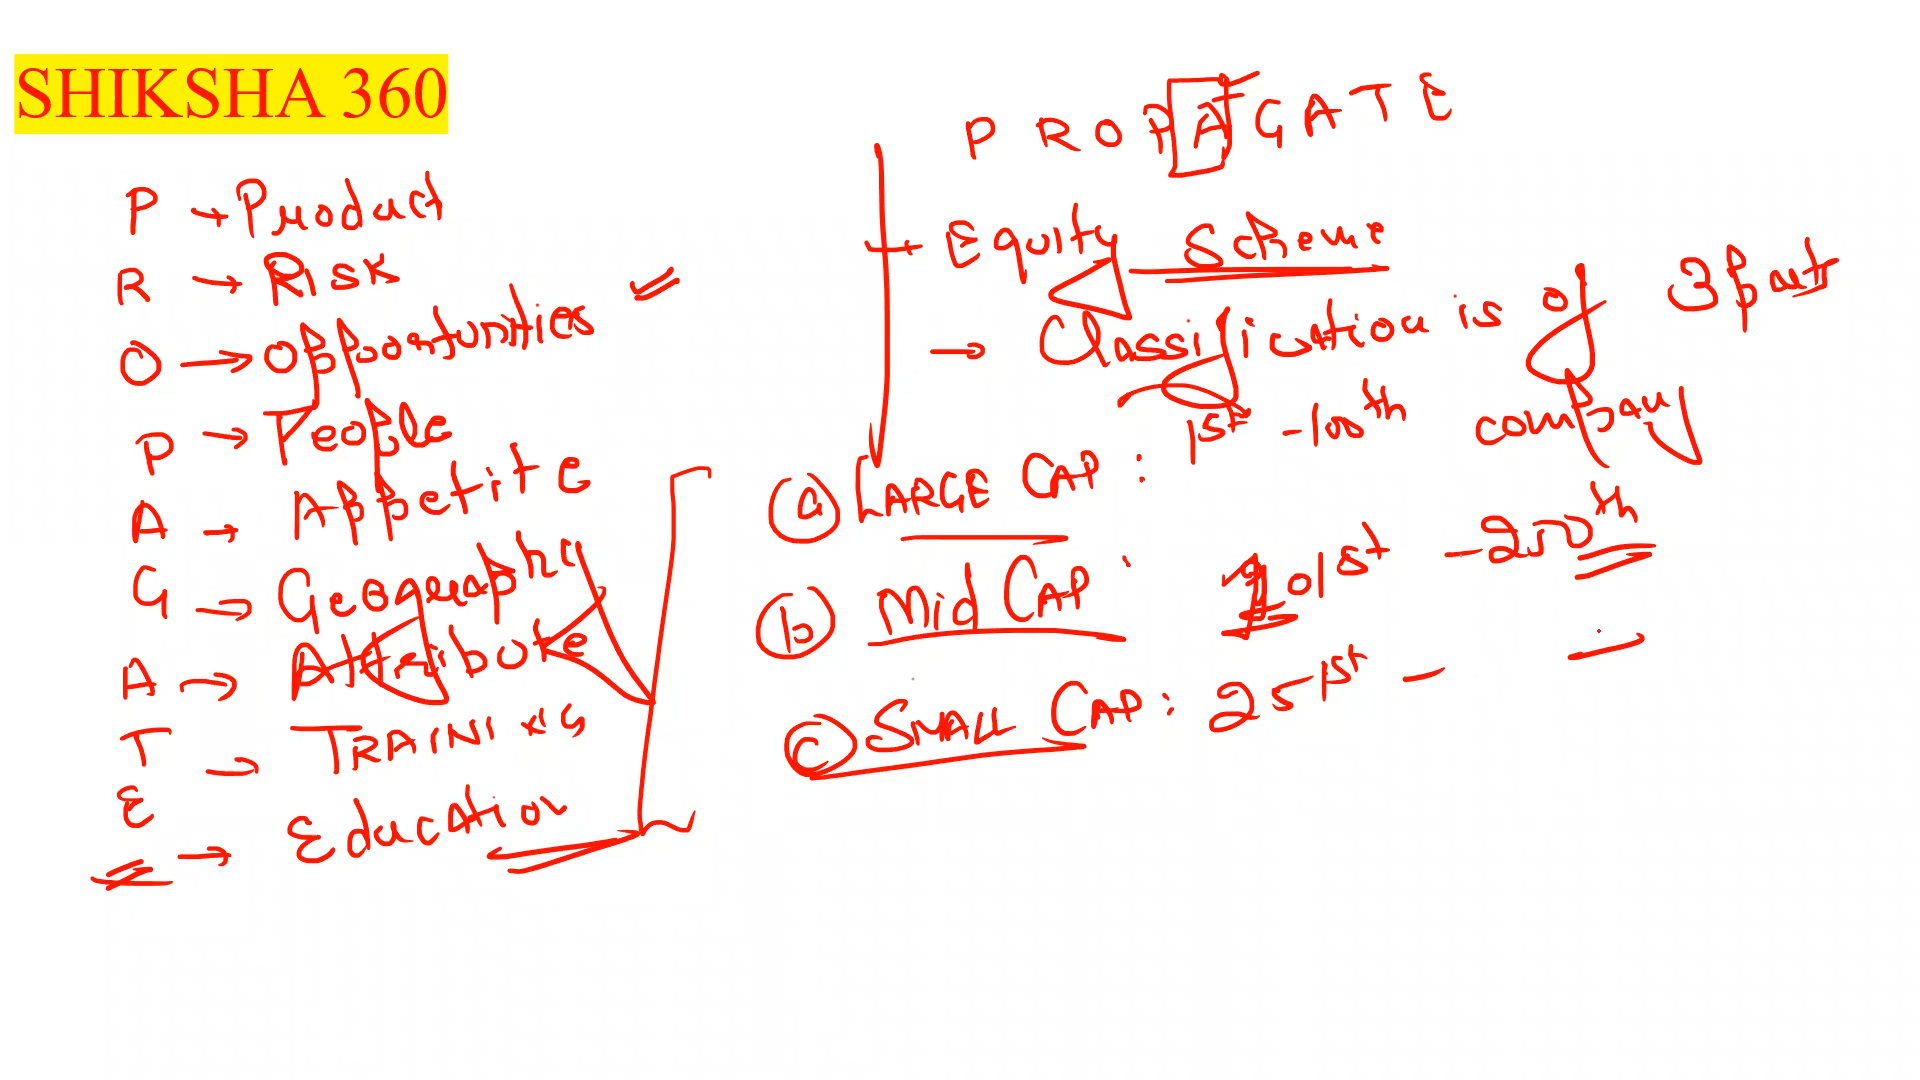 SHIKSHA 360
P → Product
R → Risk
O → Opportunities
P → People
A → Appetite
G → Geographic
A → Attribute
T → TRAINING
E → Education
PROPAGATE
→ Equity Scheme
→ Classification is of 3 parts
(a) LARGE CAP : 1st - 100th company
(b) Mid CAP : 101st - 250th
(c) SMALL CAP : 251st -